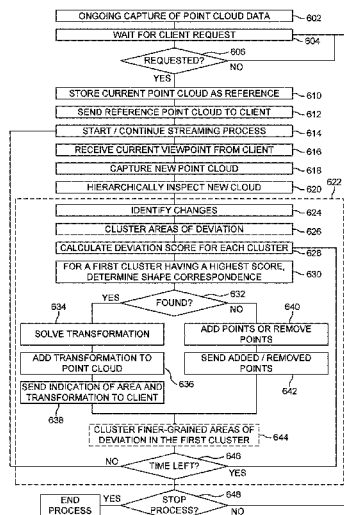 ONGOING CAPTURE OF POINT CLOUD DATA
602
WAIT FOR CLIENT REQUEST
604
606
REQUESTED?
NO
YES
STORE CURRENT POINT CLOUD AS REFERENCE
610
SEND REFERENCE POINT CLOUD TO CLIENT
612
START / CONTINUE STREAMING PROCESS
614
RECEIVE CURRENT VIEWPOINT FROM CLIENT
616
CAPTURE NEW POINT CLOUD
618
HIERARCHICALLY INSPECT NEW CLOUD
620
622
IDENTIFY CHANGES
624
CLUSTER AREAS OF DEVIATION
626
CALCULATE DEVIATION SCORE FOR EACH CLUSTER
628
FOR A FIRST CLUSTER HAVING A HIGHEST SCORE, DETERMINE SHAPE CORRESPONDENCE
630
634
YES
632
FOUND?
NO
640
SOLVE TRANSFORMATION
ADD POINTS OR REMOVE POINTS
ADD TRANSFORMATION TO POINT CLOUD
636
SEND ADDED / REMOVED POINTS
642
SEND INDICATION OF AREA AND TRANSFORMATION TO CLIENT
638
CLUSTER FINER-GRAINED AREAS OF DEVIATION IN THE FIRST CLUSTER
644
646
NO
TIME LEFT?
YES
648
END PROCESS
YES
STOP PROCESS?
NO